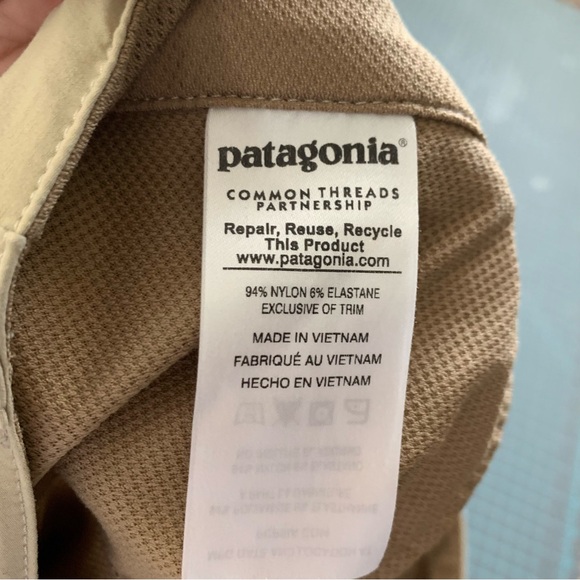 patagonia®
COMMON THREADS
PARTNERSHIP
Repair, Reuse, Recycle
This Product
www.patagonia.com
94% NYLON 6% ELASTANE
EXCLUSIVE OF TRIM
MADE IN VIETNAM
FABRIQUÉ AU VIETNAM
HECHO EN VIETNAM